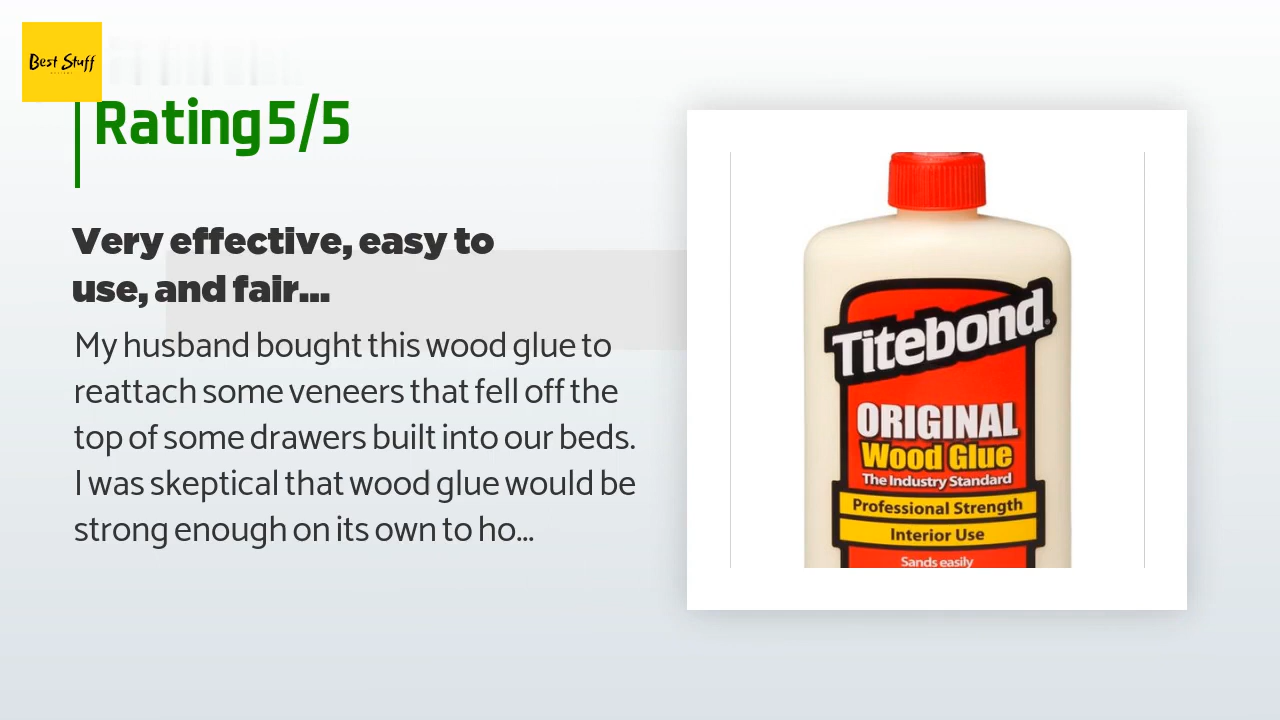 Best Stuff
Rating 5/5
Very effective, easy to
use, and fair...
My husband bought this wood glue to
reattach some veneers that fell off the
top of some drawers built into our beds.
I was skeptical that wood glue would be
strong enough on its own to ho...
Titebond®
ORIGINAL
Wood Glue
The Industry Standard
Professional Strength
Interior Use
Sands easily